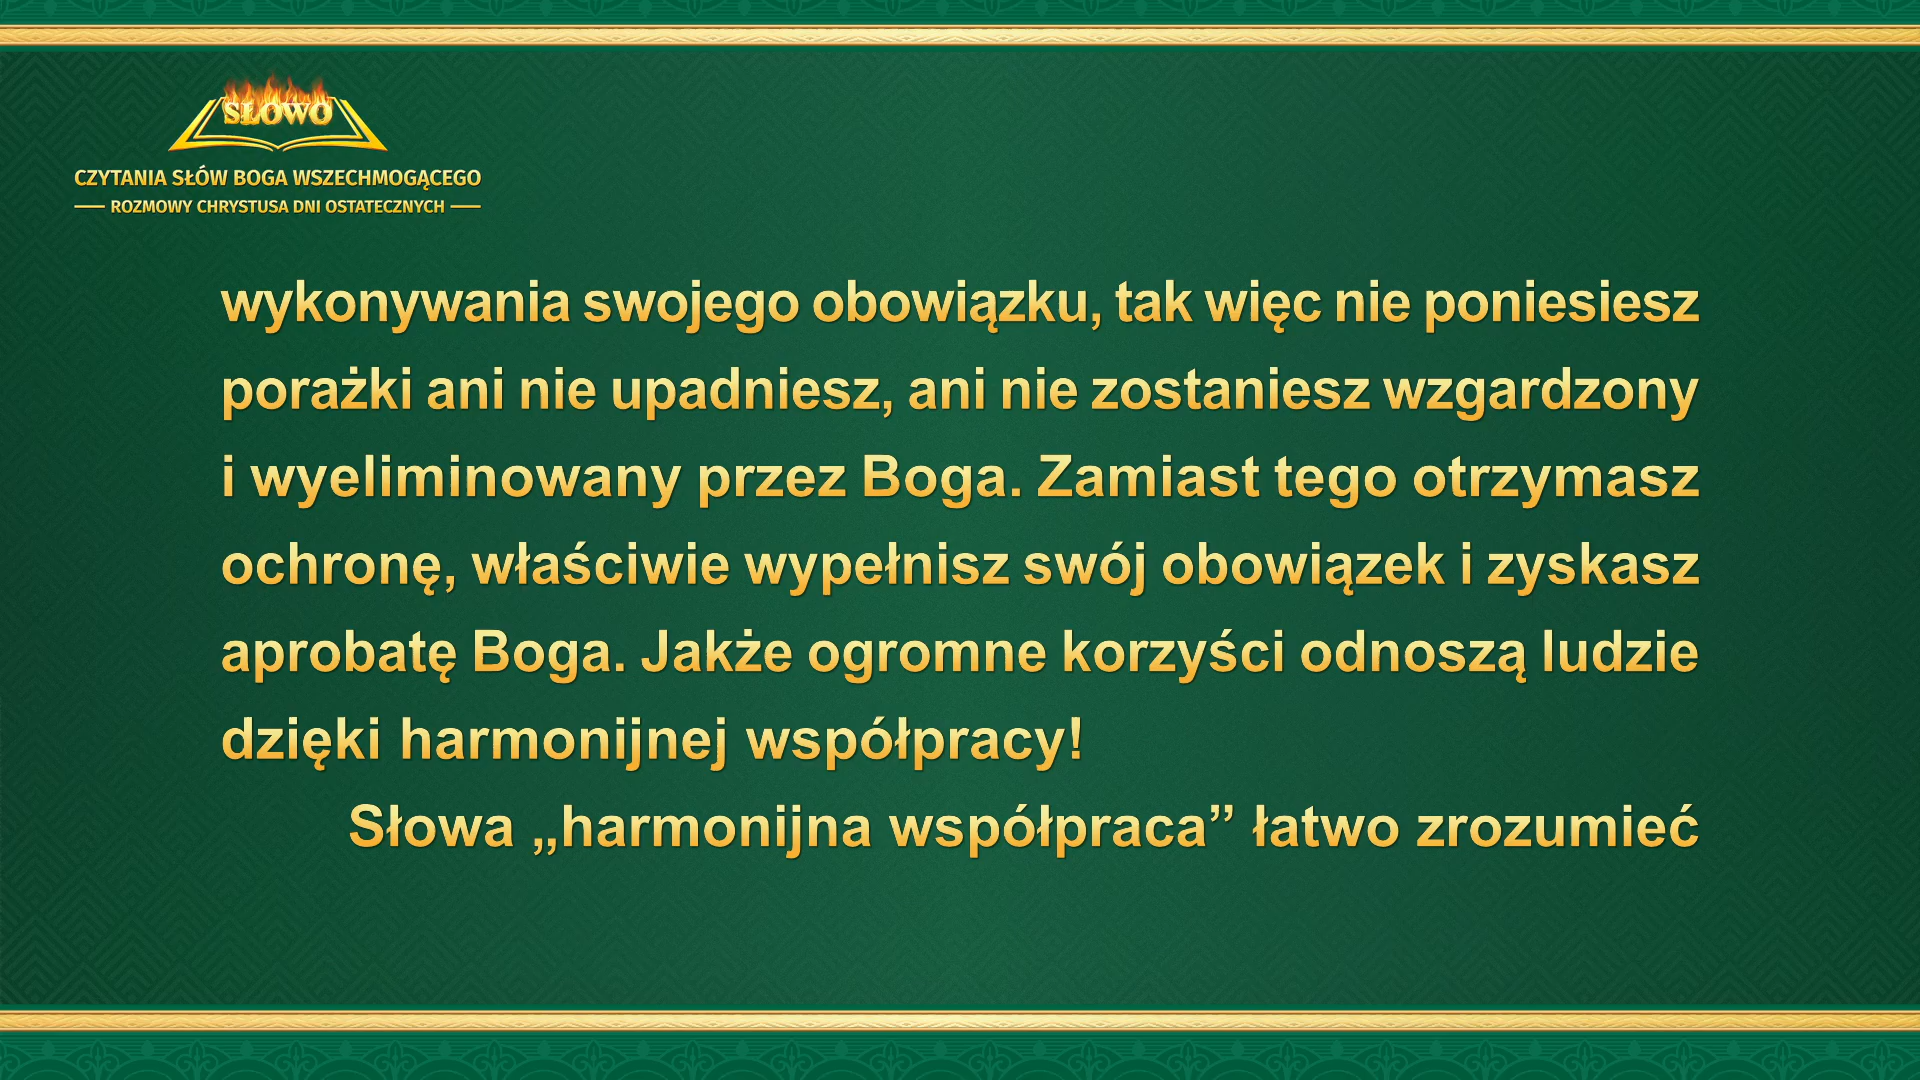 SŁOWO
CZYTANIA SŁÓW BOGA WSZECHMOGĄCEGO
ROZMOWY CHRYSTUSA DNI OSTATECZNYCH
wykonywania swojego obowiązku, tak więc nie poniesiesz
porażki ani nie upadniesz, ani nie zostaniesz wzgardzony
i wyeliminowany przez Boga. Zamiast tego otrzymasz
ochronę, właściwie wypełnisz swój obowiązek i zyskasz
aprobatę Boga. Jakże ogromne korzyści odnoszą ludzie
dzięki harmonijnej współpracy!
Słowa „harmonijna współpraca” łatwo zrozumieć